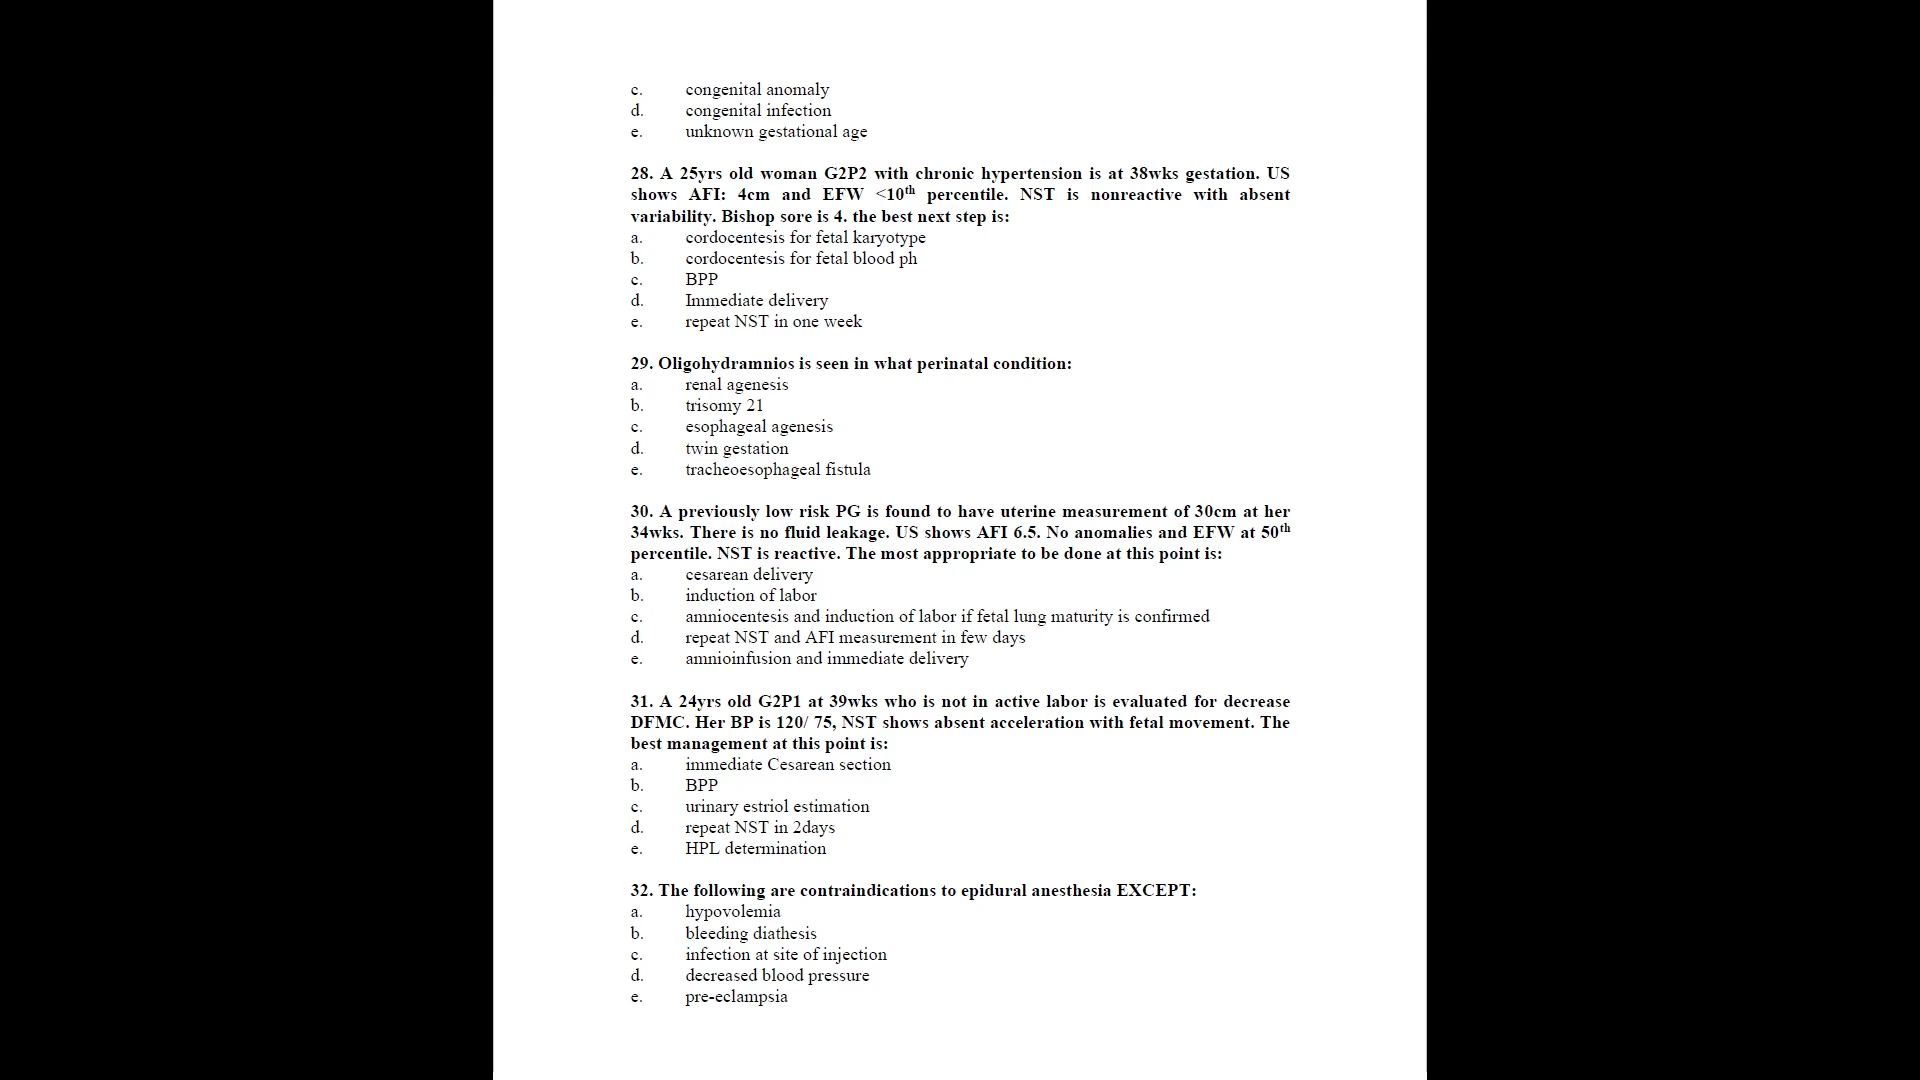 c. congenital anomaly
d. congenital infection
e. unknown gestational age
28. A 25yrs old woman G2P2 with chronic hypertension is at 38wks gestation. US
shows AFI: 4cm and EFW <10th percentile. NST is nonreactive with absent
variability. Bishop sore is 4. the best next step is:
a. cordocentesis for fetal karyotype
b. cordocentesis for fetal blood ph
c. BPP
d. Immediate delivery
e. repeat NST in one week
29. Oligohydramnios is seen in what perinatal condition:
a. renal agenesis
b. trisomy 21
c. esophageal agenesis
d. twin gestation
e. tracheoesophageal fistula
30. A previously low risk PG is found to have uterine measurement of 30cm at her
34wks. There is no fluid leakage. US shows AFI 6.5. No anomalies and EFW at 50th
percentile. NST is reactive. The most appropriate to be done at this point is:
a. cesarean delivery
b. induction of labor
c. amniocentesis and induction of labor if fetal lung maturity is confirmed
d. repeat NST and AFI measurement in few days
e. amnioinfusion and immediate delivery
31. A 24yrs old G2P1 at 39wks who is not in active labor is evaluated for decrease
DFMC. Her BP is 120/ 75, NST shows absent acceleration with fetal movement. The
best management at this point is:
a. immediate Cesarean section
b. BPP
c. urinary estriol estimation
d. repeat NST in 2days
e. HPL determination
32. The following are contraindications to epidural anesthesia EXCEPT:
a. hypovolemia
b. bleeding diathesis
c. infection at site of injection
d. decreased blood pressure
e. pre-eclampsia